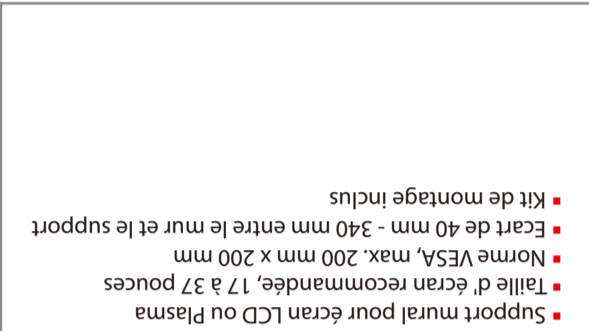 ▪ Support mural pour écran LCD ou Plasma
▪ Taille d' écran recommandée, 17 à 37 pouces
▪ Norme VESA, max. 200 mm x 200 mm
▪ Ecart de 40 mm - 340 mm entre le mur et le support
▪ Kit de montage inclus